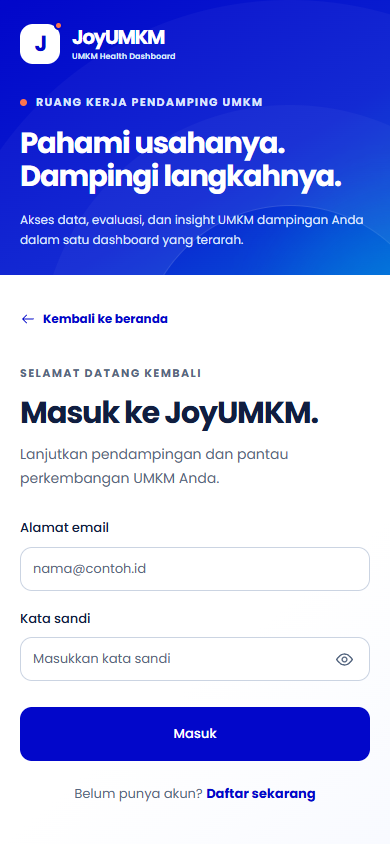 J
JoyUMKM
UMKM Health Dashboard
RUANG KERJA PENDAMPING UMKM
Pahami usahanya.
Dampingi langkahnya.
Akses data, evaluasi, dan insight UMKM dampingan Anda
dalam satu dashboard yang terarah.
← Kembali ke beranda
SELAMAT DATANG KEMBALI
Masuk ke JoyUMKM.
Lanjutkan pendampingan dan pantau
perkembangan UMKM Anda.
Alamat email
nama@contoh.id
Kata sandi
Masukkan kata sandi
Masuk
Belum punya akun? Daftar sekarang